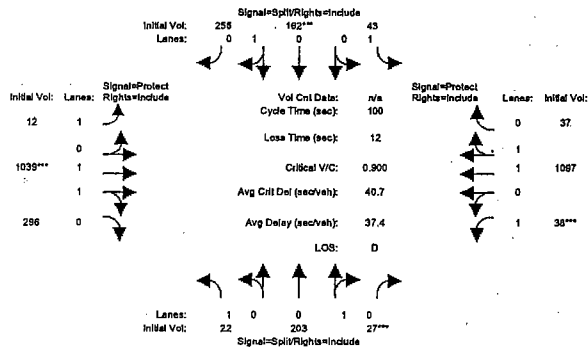 Signal=Split/Rights=Include
Initial Vol: 255 162*** 43
Lanes: 0 1 0 0 1
Signal=Protect
Rights=Include
Initial Vol: Lanes:
12 1
0
1039*** 1
1
296 0
Vol Cnt Date: n/a
Cycle Time (sec): 100
Loss Time (sec): 12
Critical V/C: 0.900
Avg Crit Del (sec/veh): 40.7
Avg Delay (sec/veh): 37.4
LOS: D
Signal=Protect
Rights=Include
Lanes: Initial Vol:
0 37
1
1 1097
0
1 38***
Lanes: 1 0 0 1 0
Initial Vol: 22 203 27***
Signal=Split/Rights=Include